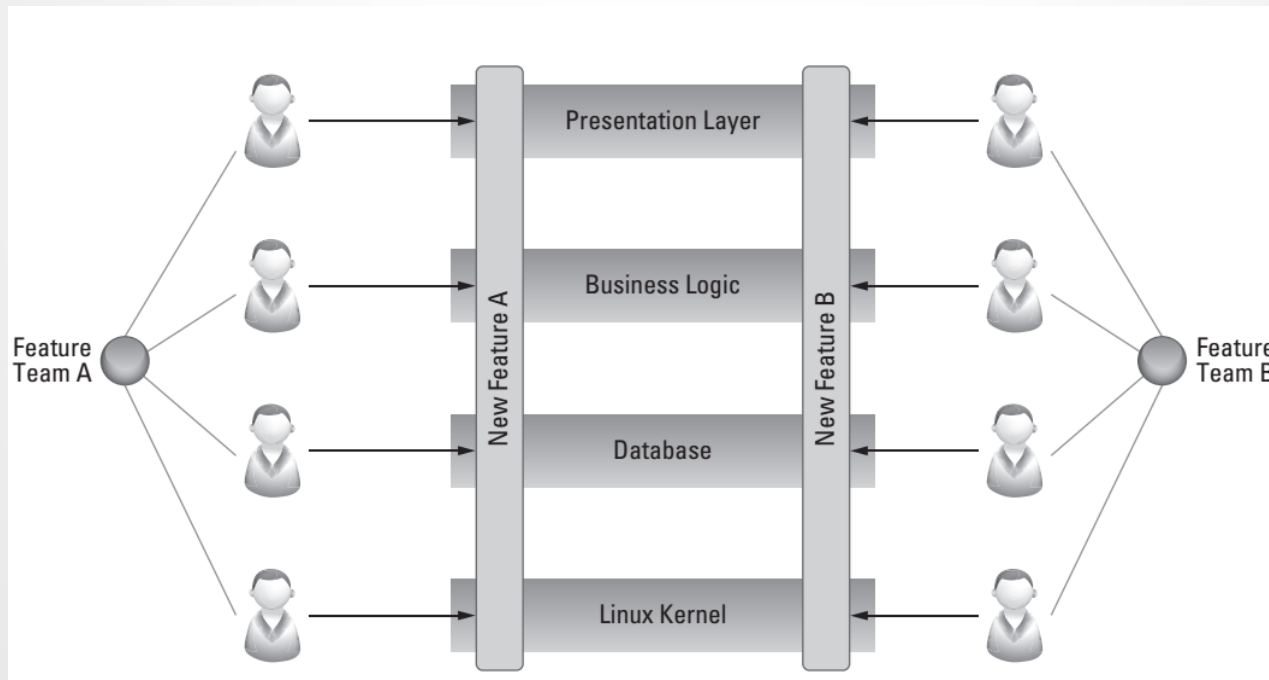 Presentation Layer
Business Logic
Database
Linux Kernel
New Feature A
New Feature B
Feature
Team A
Feature
Team B